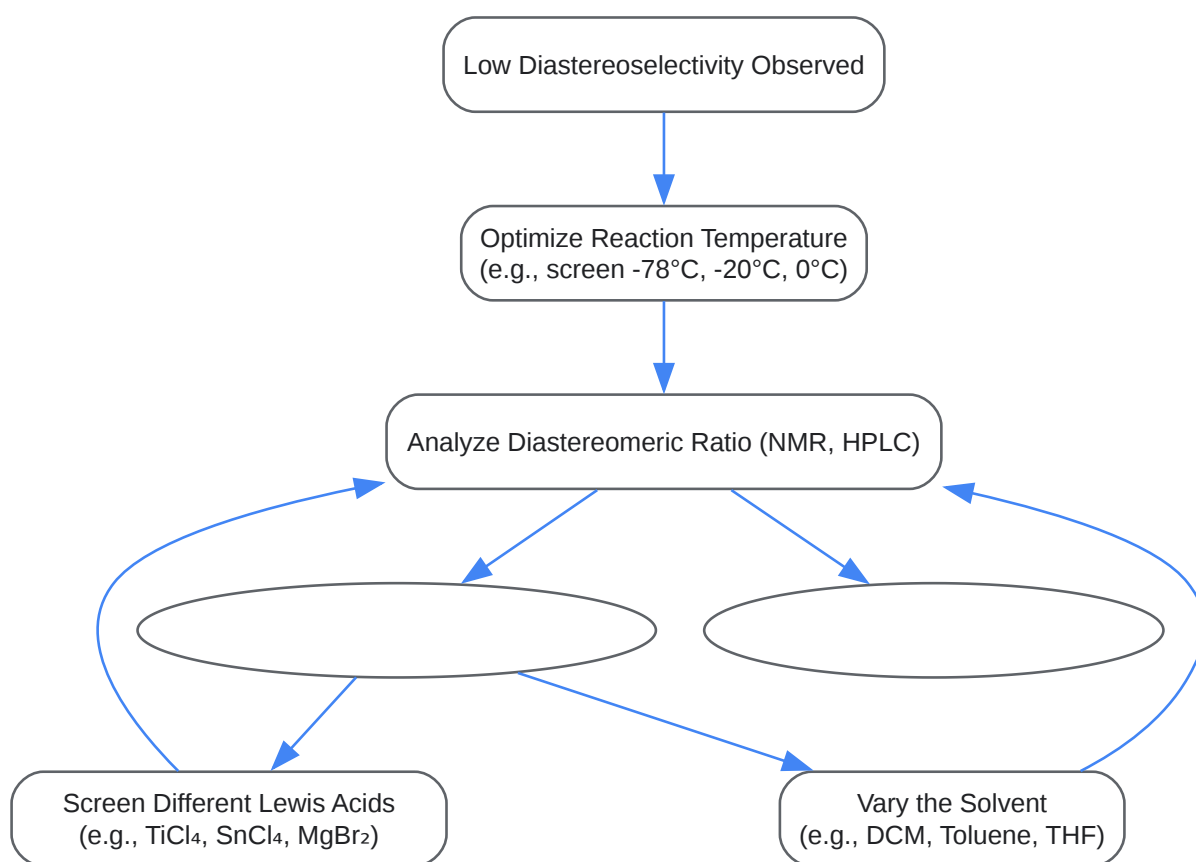 Low Diastereoselectivity Observed
Optimize Reaction Temperature
(e.g., screen -78°C, -20°C, 0°C)
Analyze Diastereomeric Ratio (NMR, HPLC)
Screen Different Lewis Acids
(e.g., TiCl₄, SnCl₄, MgBr₂)
Vary the Solvent
(e.g., DCM, Toluene, THF)